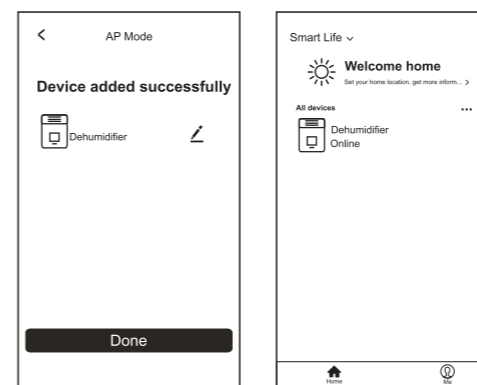 AP Mode
Device added successfully
Dehumidifier
Done
Smart Life
Welcome home
Set your home location, get more inform...
All devices
Dehumidifier
Online
Home
Me